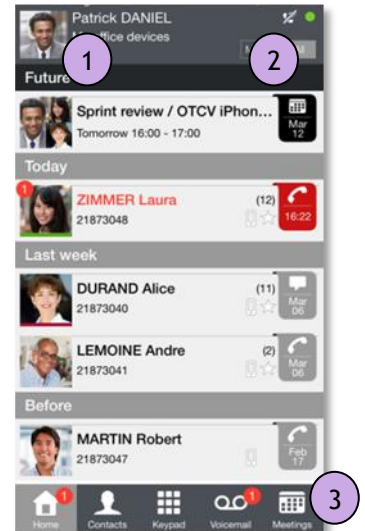 Patrick DANIEL
office devices
1
2
Future
Sprint review / OTCV iPhon...
Tomorrow 16:00 - 17:00
Mar
12
Today
1
ZIMMER Laura
(12)
21873048
16:22
Last week
DURAND Alice
(11)
21873040
Mar
06
LEMOINE Andre
(2)
21873041
Mar
06
Before
MARTIN Robert
21873047
Feb
17
1
1
3
Home
Contacts
Keypad
Voicemail
Meetings